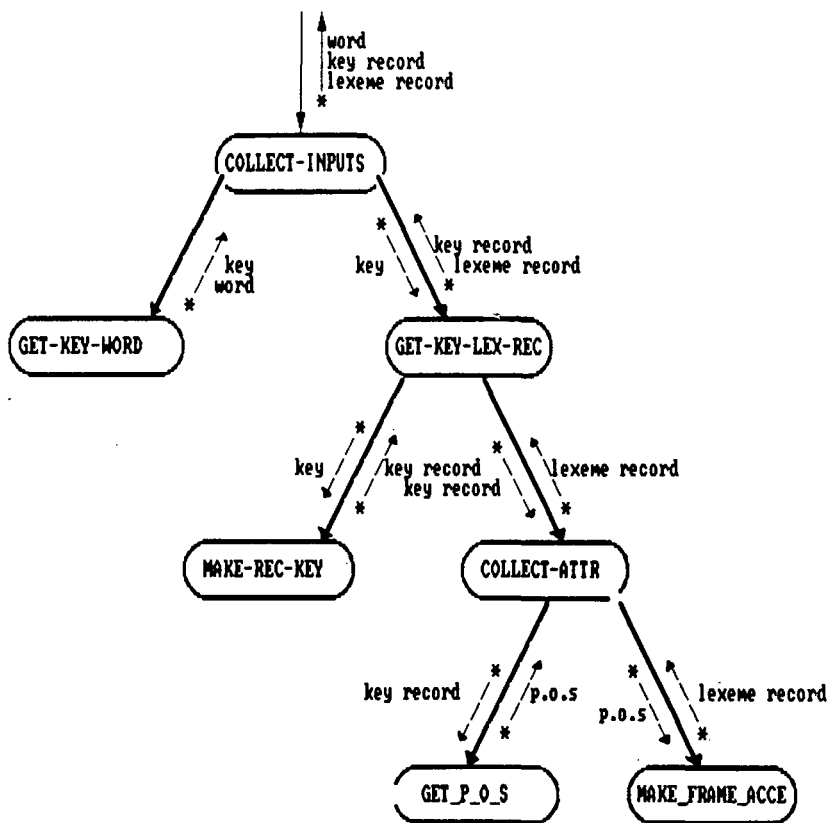 word
key record
lexeme record
*
COLLECT-INPUTS
*
key record
key
key
lexeme record
word
*
*
GET-KEY-WORD
GET-KEY-LEX-REC
*
*
key
key record
lexeme record
key record
*
*
MAKE-REC-KEY
COLLECT-ATTR
*
*
key record
p.o.s
lexeme record
p.o.s
*
*
GET_P_O_S
MAKE_FRAME_ACCE